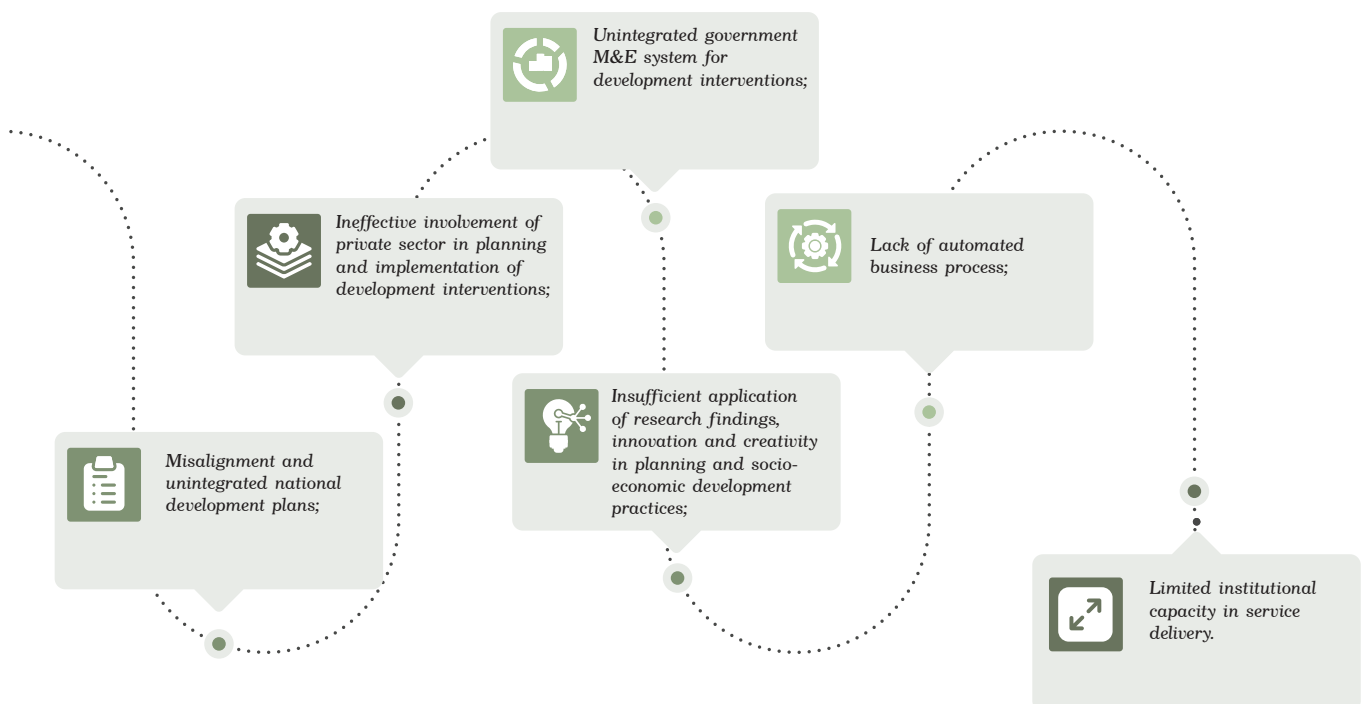 Misalignment and
unintegrated national
development plans;
Ineffective involvement of
private sector in planning
and implementation of
development interventions;
Unintegrated government
M&E system for
development interventions;
Insufficient application
of research findings,
innovation and creativity
in planning and socio-
economic development
practices;
Lack of automated
business process;
Limited institutional
capacity in service
delivery.